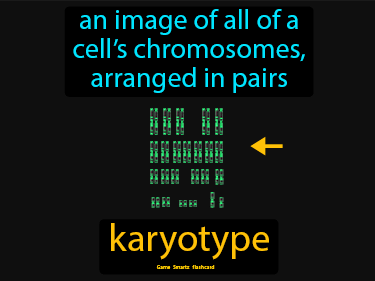 an image of all of a
cell's chromosomes,
arranged in pairs
karyotype
Game Smartz flashcard